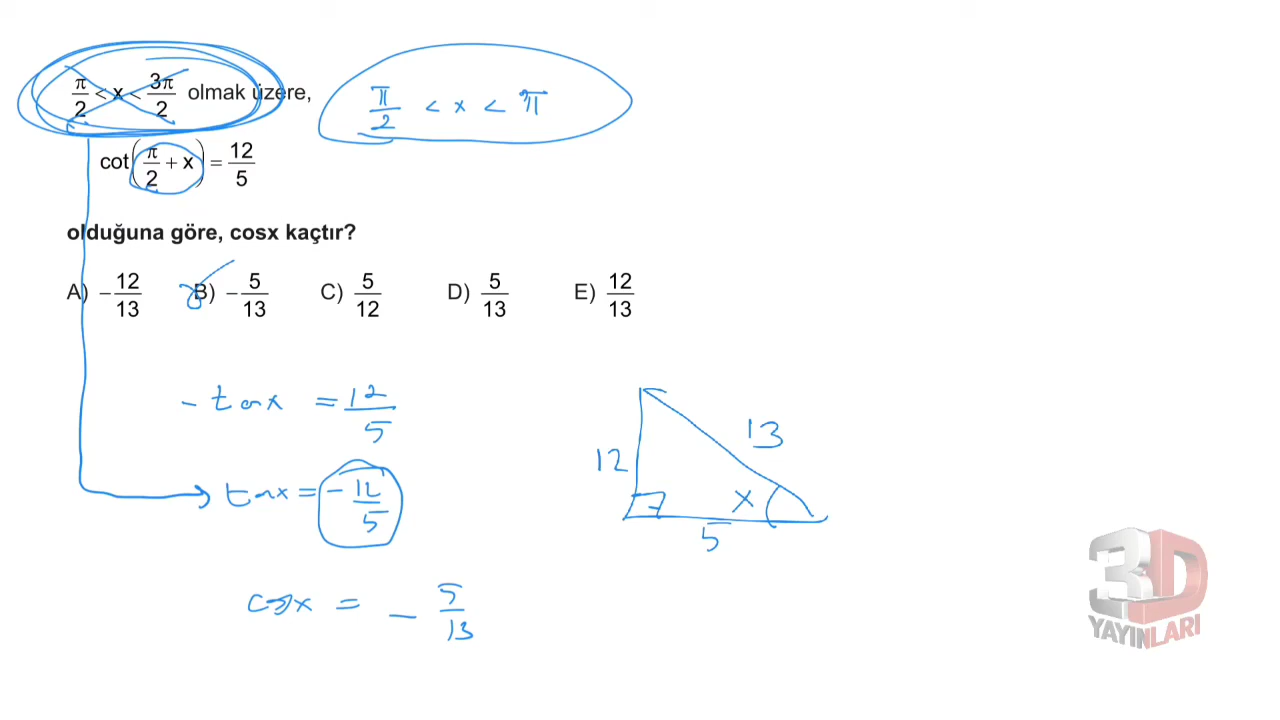 π/2 < x < 3π/2 olmak üzere,
π/2 < x < π
cot(π/2 + x) = 12/5
olduğuna göre, cosx kaçtır?
A) -12/13 B) -5/13 C) 5/12 D) 5/13 E) 12/13
- tanx = 12/5
tanx = -12/5
cosx = - 5/13
12
13
x
5
3D
YAYINLARI